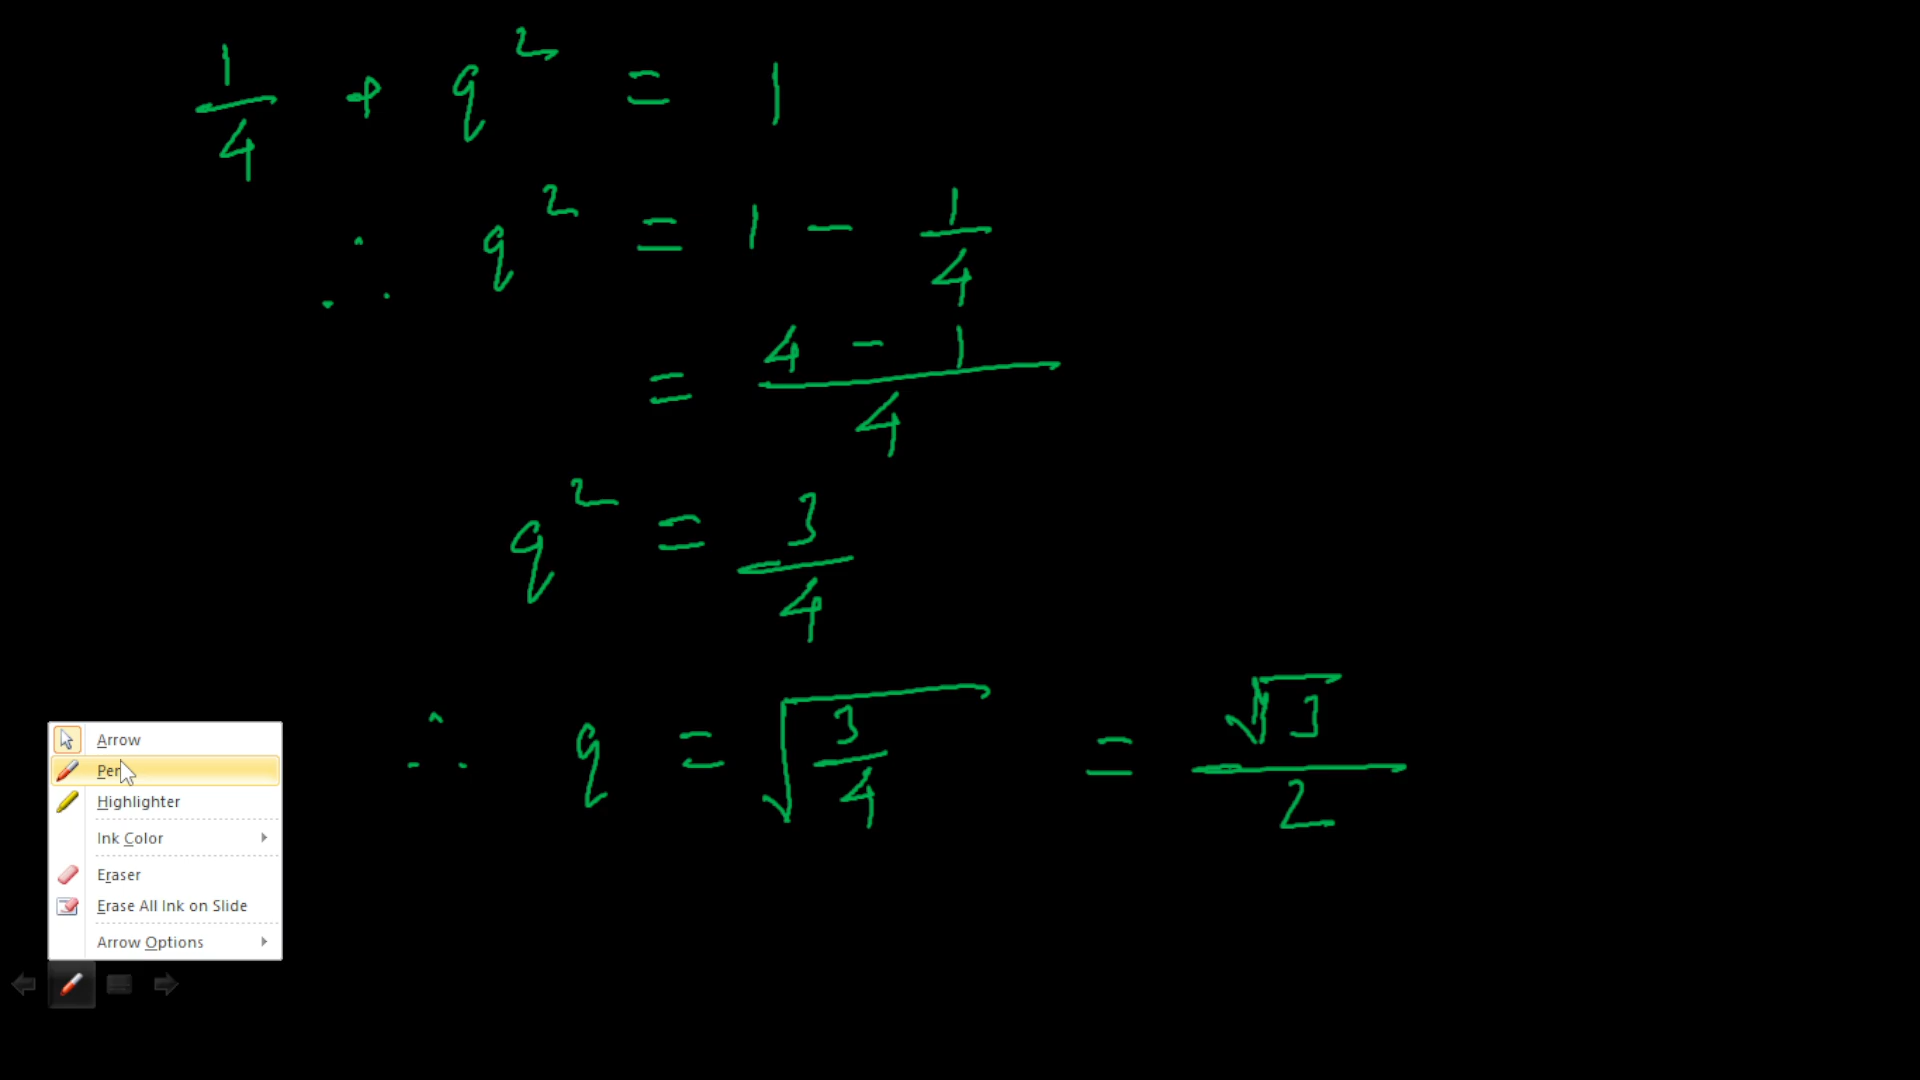 1/4 + q² = 1
∴ q² = 1 - 1/4
= (4 - 1)/4
q² = 3/4
∴ q = √(3/4) = √3/2
Arrow
Pen
Highlighter
Ink Color
Eraser
Erase All Ink on Slide
Arrow Options